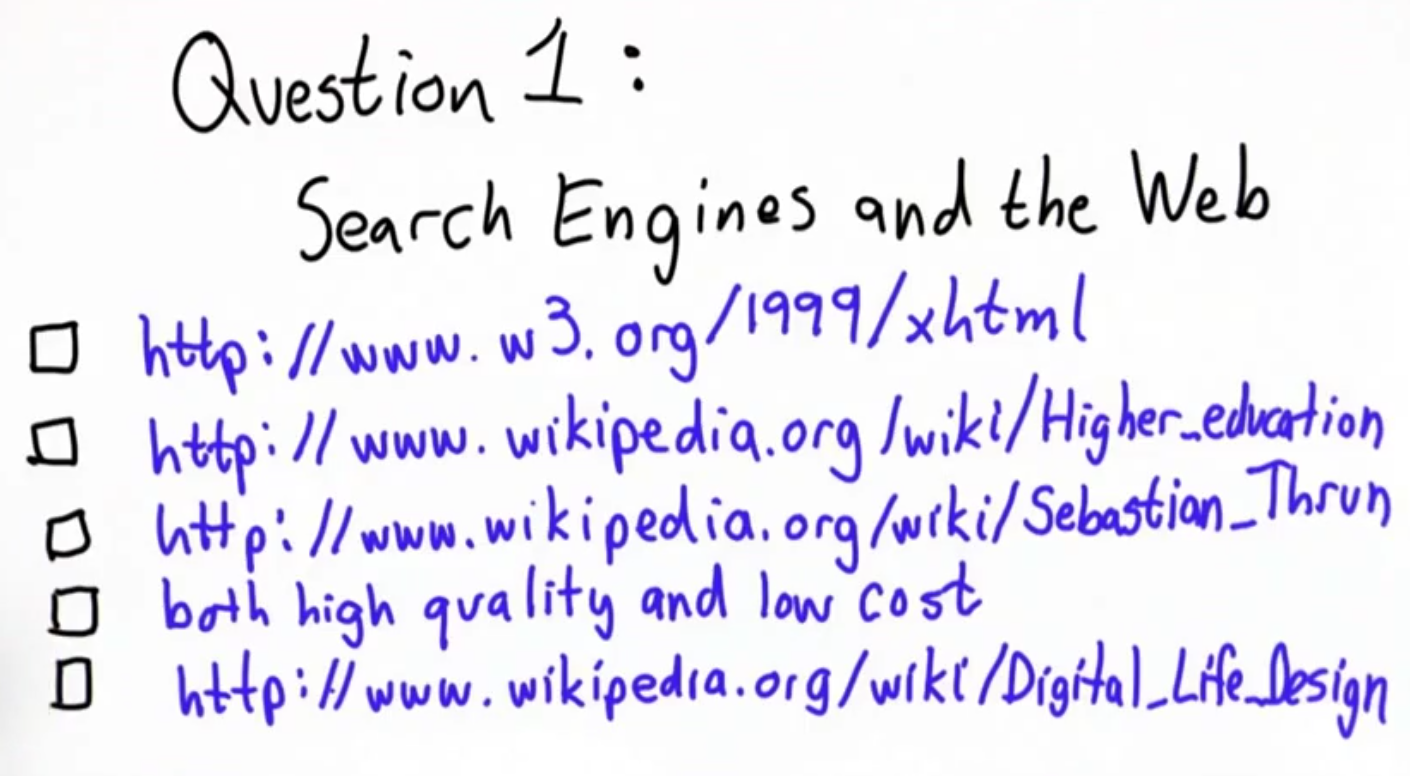 Question 1:
Search Engines and the Web
http://www.w3.org/1999/xhtml
http://www.wikipedia.org/wiki/Higher_education
http://www.wikipedia.org/wiki/Sebastian_Thrun
both high quality and low cost
http://www.wikipedia.org/wiki/Digital_Life_Design